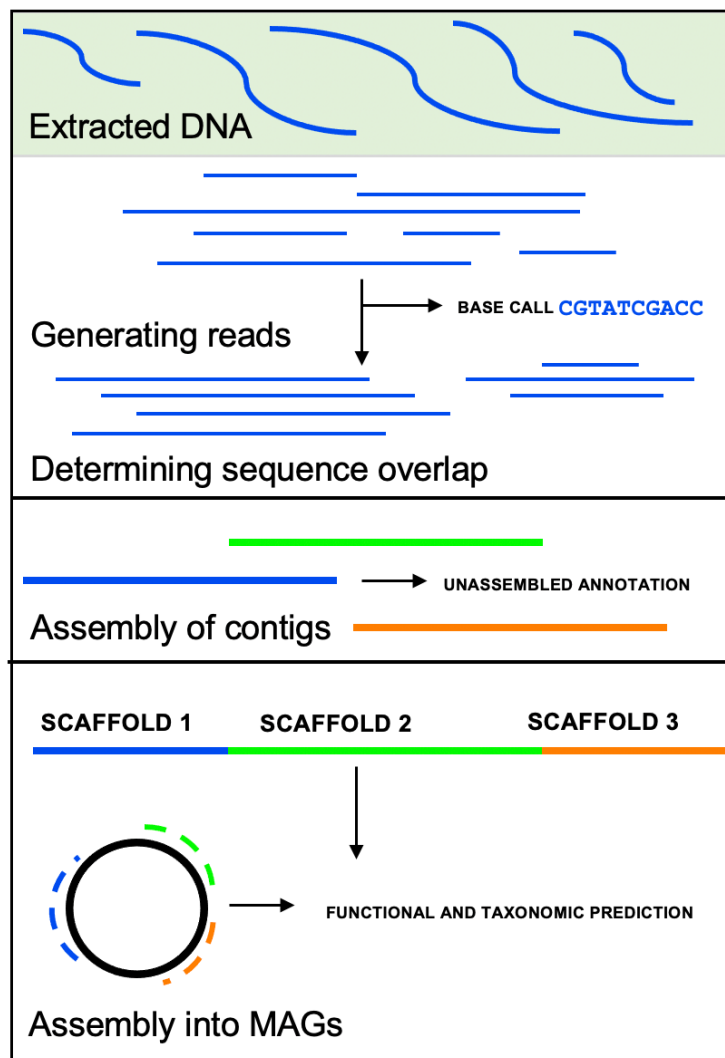 Extracted DNA
BASE CALL CGTATCGACC
Generating reads
Determining sequence overlap
UNASSEMBLED ANNOTATION
Assembly of contigs
SCAFFOLD 1 SCAFFOLD 2 SCAFFOLD 3
FUNCTIONAL AND TAXONOMIC PREDICTION
Assembly into MAGs